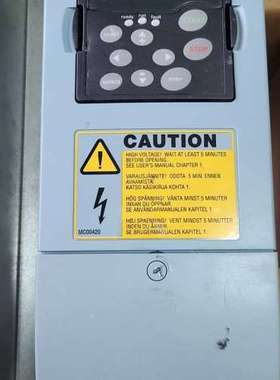 Ready Run Fault
START
STOP
reset
select
enter
CAUTION
HIGH VOLTAGE! WAIT AT LEAST 5 MINUTES
BEFORE OPENING.
SEE USER'S MANUAL CHAPTER 1.
VARAUSJÄNNITE! ODOTA 5 MIN. ENNEN
AVAAMISTA.
KATSO KÄSIKIRJA KOHTA 1.
HÖG SPÄNNING! VÄNTA MINST 5 MINUTER
INNAN DU ÖPPNAR.
SE ANVÄNDARMANUALEN KAPITEL 1.
HØJ SPÆNDING! VENT MINDST 5 MINUTTER
INDEN DU ÅBNER.
SE BRUGERMANUALEN KAPITEL 1.
MC00420